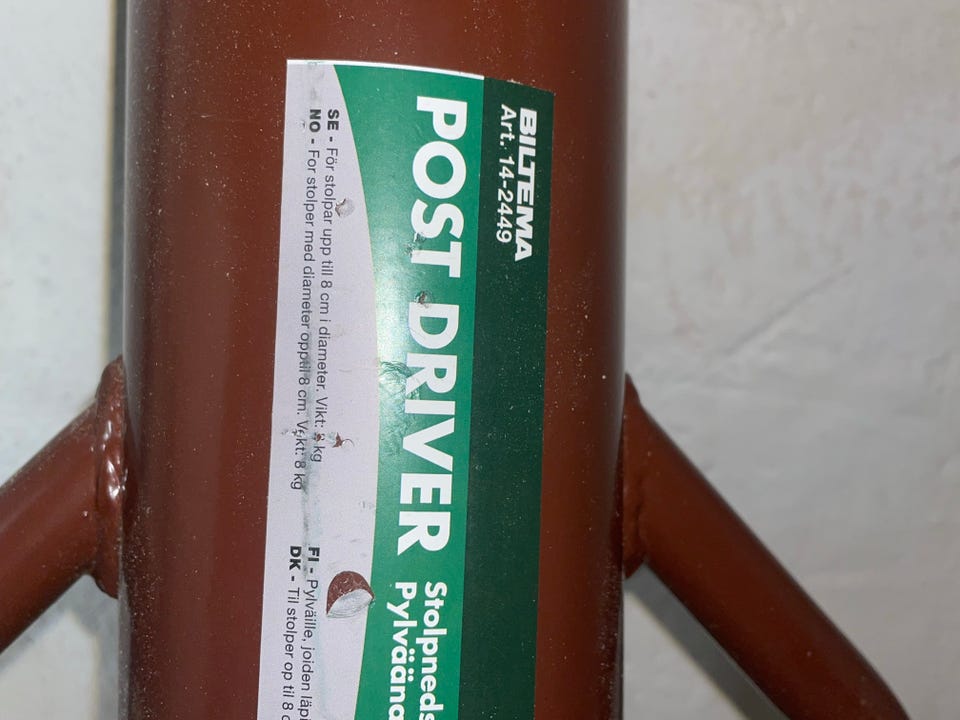 BILTEMA
Art. 14-2449
POST DRIVER
Stolpneds
Pylvääna
SE - För stolpar upp till 8 cm i diameter. Vikt: 8 kg
NO - For stolper med diameter opptil 8 cm. Vekt: 8 kg
FI - Pylväille, joiden läpi
DK - Til stolper op til 8 c